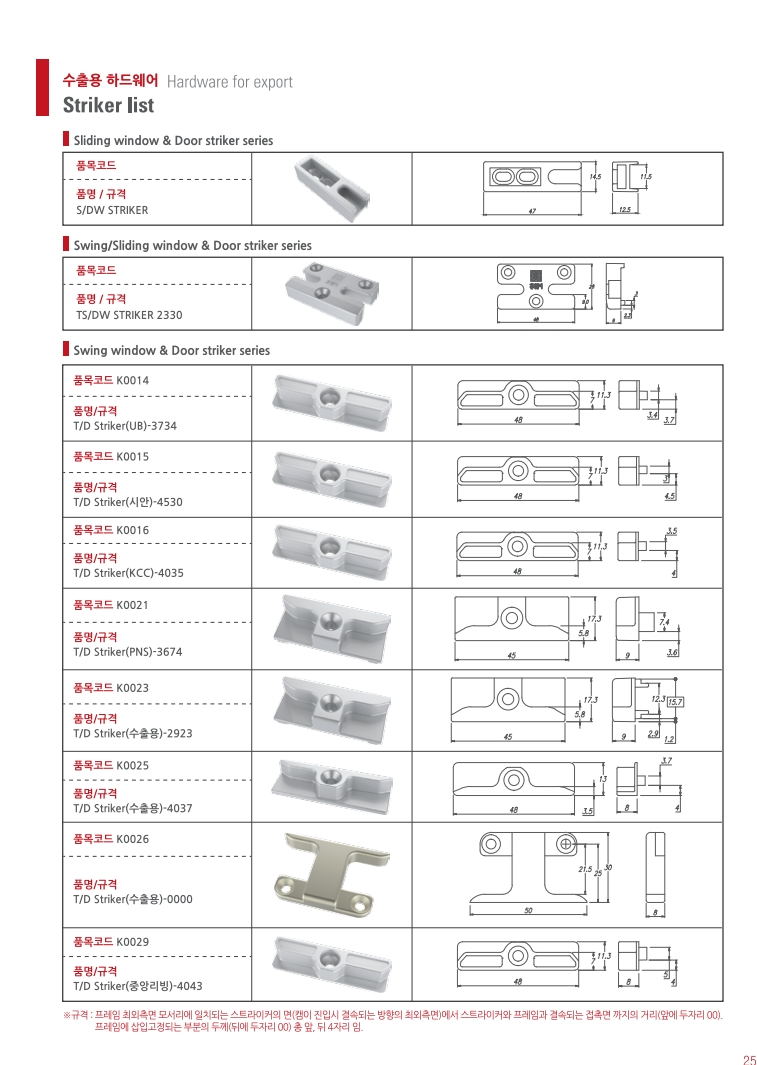 수출용 하드웨어 Hardware for export
Striker list
Sliding window & Door striker series
품목코드
품명 / 규격
S/DW STRIKER
14.5
11.5
47
12.5
Swing/Sliding window & Door striker series
품목코드
품명 / 규격
TS/DW STRIKER 2330
48
Swing window & Door striker series
품목코드 K0014
품명/규격
T/D Striker(UB)-3734
7
11.3
48
3.4
3.7
품목코드 K0015
품명/규격
T/D Striker(시안)-4530
7
11.3
48
3
4.5
품목코드 K0016
품명/규격
T/D Striker(KCC)-4035
7
11.3
48
3.5
4
품목코드 K0021
품명/규격
T/D Striker(PNS)-3674
17.3
5.8
45
7.4
9
3.6
품목코드 K0023
품명/규격
T/D Striker(수출용)-2923
17.3
5.8
45
12.3
15.7
9
2.9
1.2
품목코드 K0025
품명/규격
T/D Striker(수출용)-4037
13
48
3.5
3.7
8
4
품목코드 K0026
품명/규격
T/D Striker(수출용)-0000
21.5
25
30
50
8
품목코드 K0029
품명/규격
T/D Striker(중앙리빙)-4043
7
11.3
48
8
5
4
※규격 : 프레임 최외측면 모서리에 일치되는 스트라이커의 면(캠이 진입시 결속되는 방향의 최외측면)에서 스트라이커와 프레임과 결속되는 접촉면 까지의 거리(앞에 두자리 00).
프레임에 삽입고정되는 부분의 두께(뒤에 두자리 00) 총 앞, 뒤 4자리 임.
25